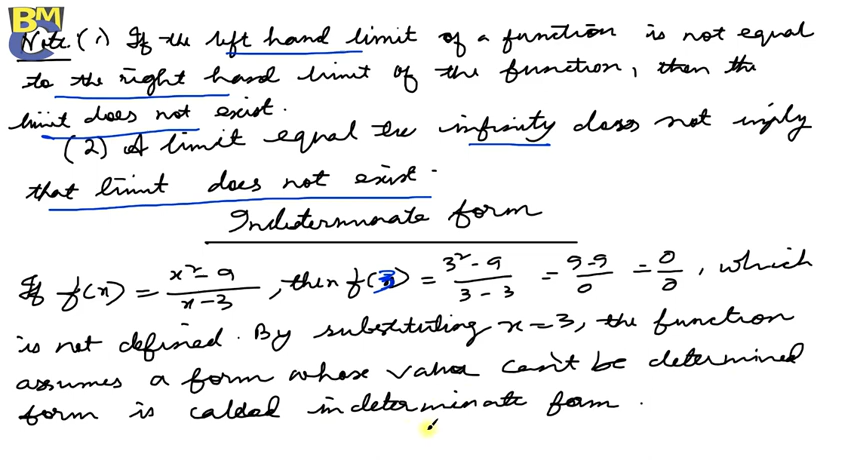 BMC
Note (1) If the left hand limit of a function is not equal
to the right hand limit of the function, then the
limit does not exist.
(2) A limit equal the infinity does not imply
that limit does not exist.
Indeterminate form
If f(x) = x²-9 / x-3, then f(3) = 3²-9 / 3-3 = 9-9 / 0 = 0/0, which
is not defined. By substituting x=3, the function
assumes a form whose value can't be determined
form is called indeterminate form.